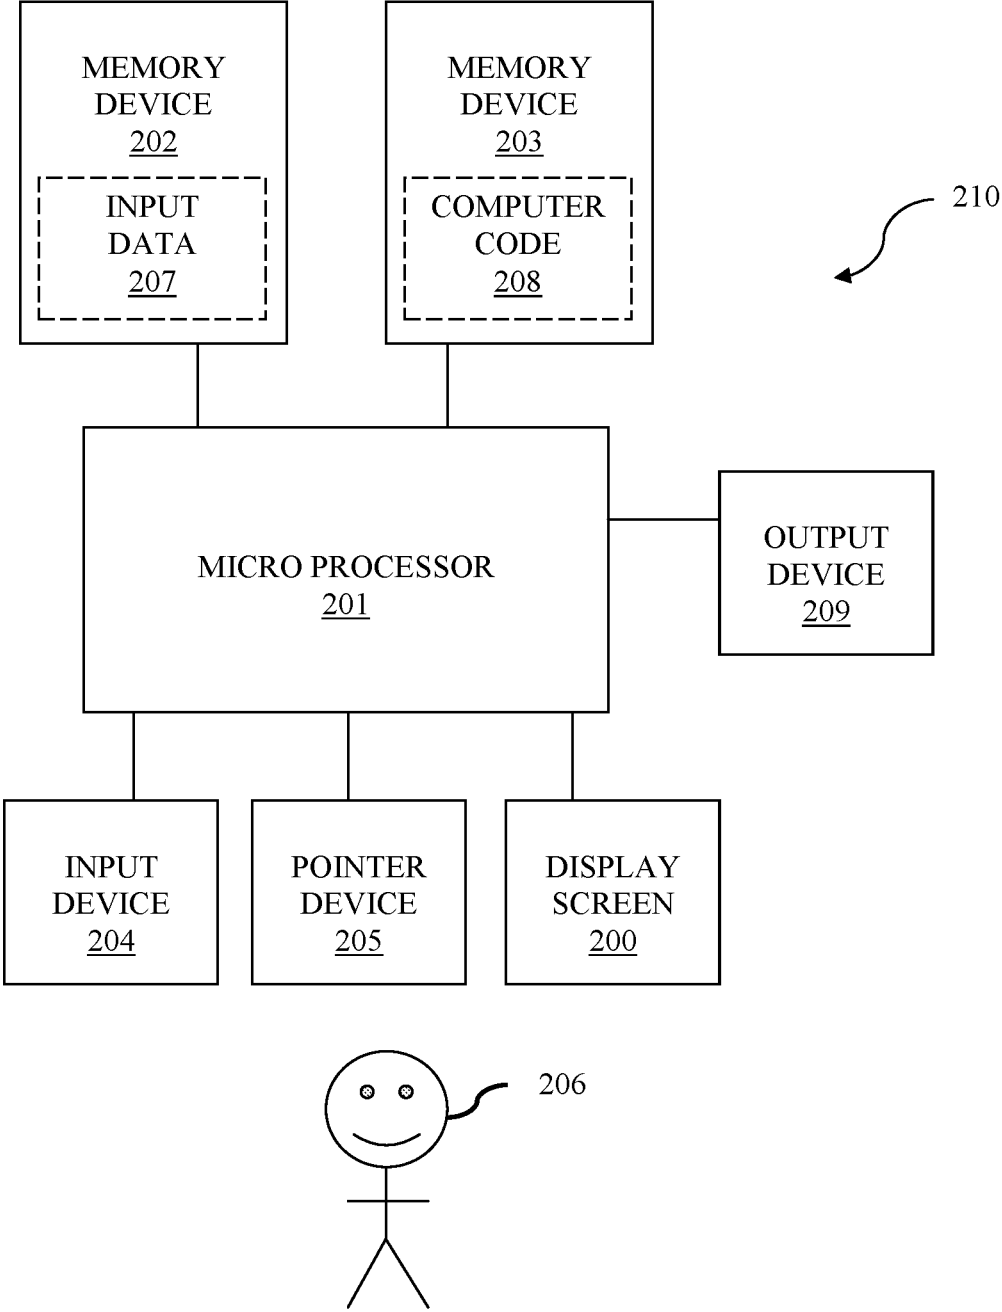 MEMORY
DEVICE
202
INPUT
DATA
207
MEMORY
DEVICE
203
COMPUTER
CODE
208
210
MICRO PROCESSOR
201
OUTPUT
DEVICE
209
INPUT
DEVICE
204
POINTER
DEVICE
205
DISPLAY
SCREEN
200
206